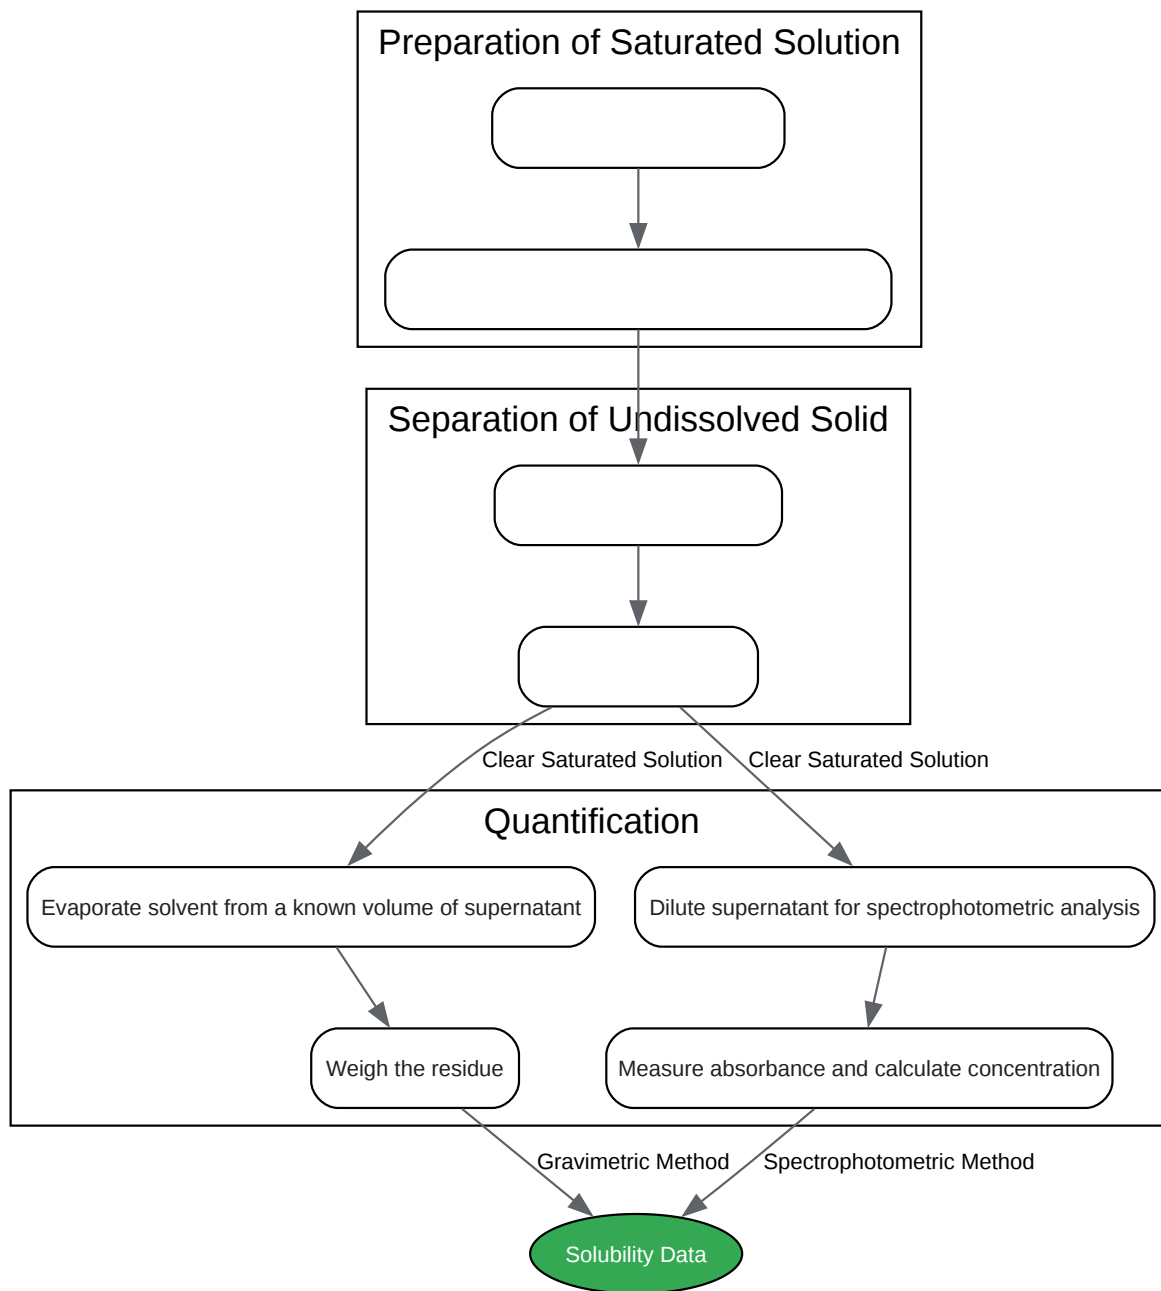 Preparation of Saturated Solution
Separation of Undissolved Solid
Clear Saturated Solution
Clear Saturated Solution
Quantification
Evaporate solvent from a known volume of supernatant
Dilute supernatant for spectrophotometric analysis
Weigh the residue
Measure absorbance and calculate concentration
Gravimetric Method
Spectrophotometric Method
Solubility Data